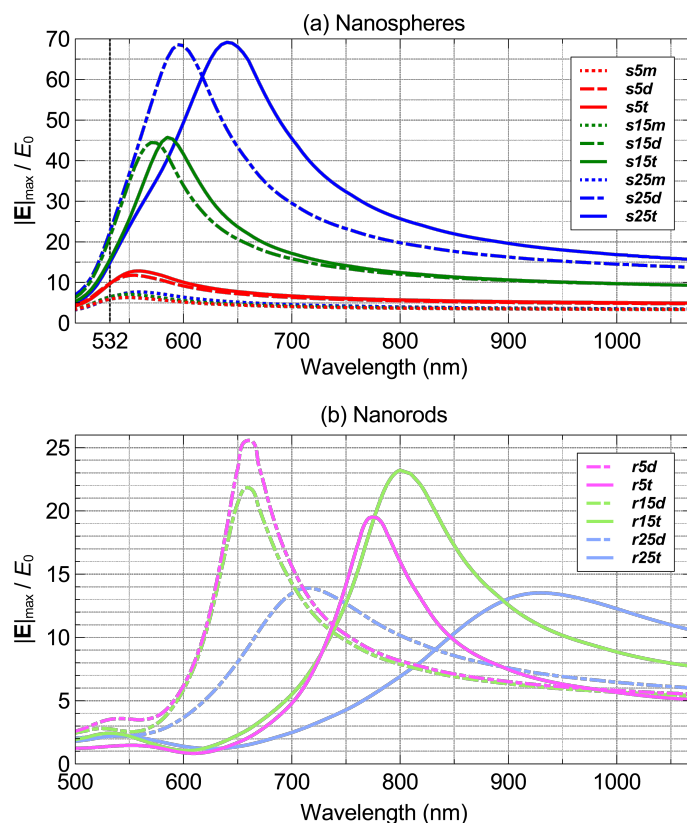 (a) Nanospheres
70
60
50
40
30
20
10
0
|E|max / E0
s5m
s5d
s5t
s15m
s15d
s15t
s25m
s25d
s25t
532 600 700 800 900 1000
Wavelength (nm)
(b) Nanorods
25
20
15
10
5
0
|E|max / E0
r5d
r5t
r15d
r15t
r25d
r25t
500 600 700 800 900 1000
Wavelength (nm)